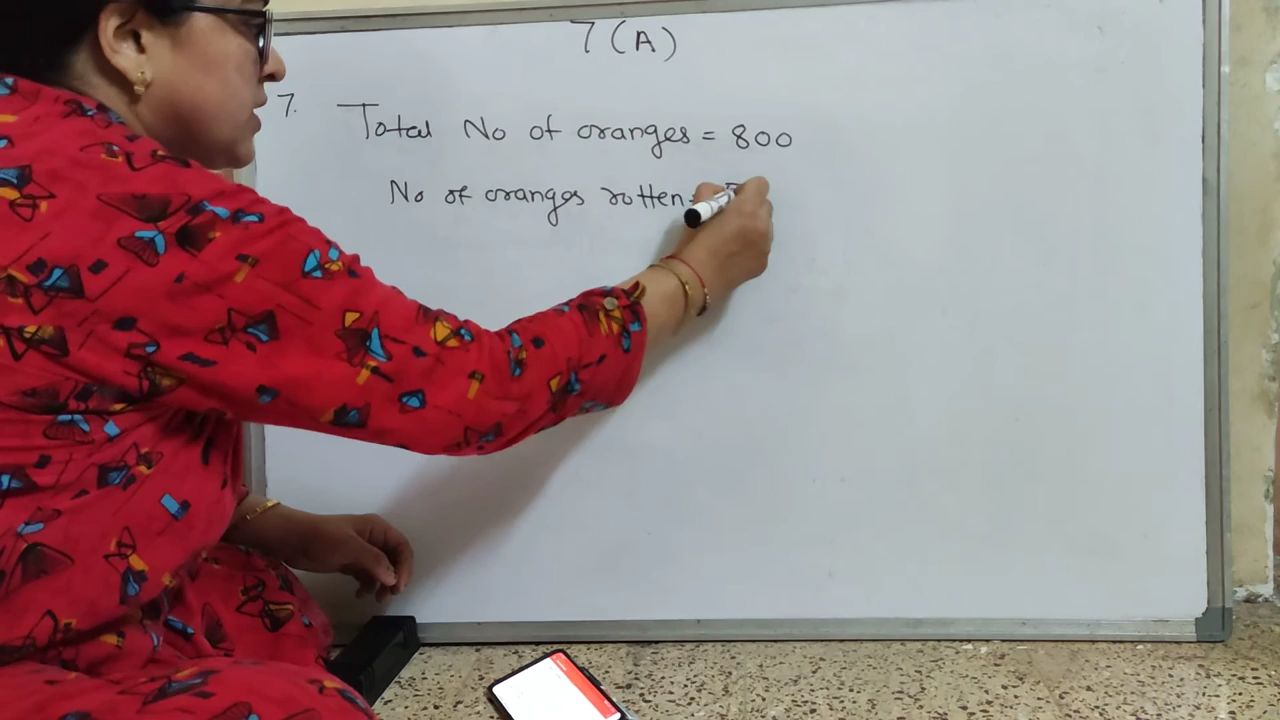 7 (A)
7. Total No of oranges = 800
No of oranges rotten =